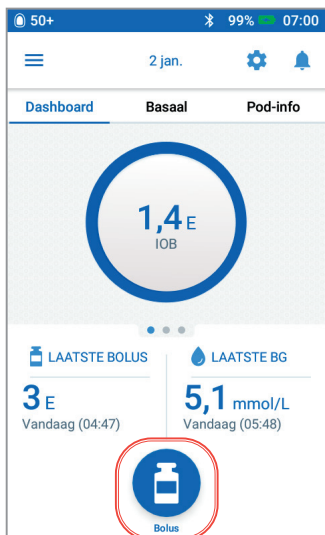 50+ 99% 07:00
2 jan.
Dashboard Basaal Pod-info
1,4 E
IOB
LAATSTE BOLUS LAATSTE BG
3 E 5,1 mmol/L
Vandaag (04:47) Vandaag (05:48)
Bolus